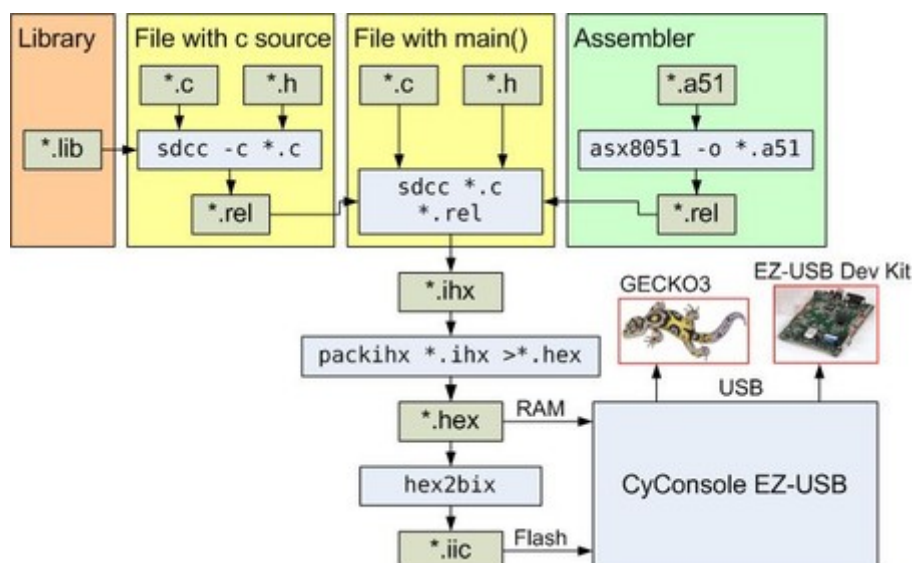 Library
File with c source
File with main()
Assembler
*.c
*.h
*.c
*.h
*.a51
*.lib
sdcc -c *.c
asx8051 -o *.a51
sdcc *.c
*.rel
*.rel
*.rel
*.ihx
GECKO3
EZ-USB Dev Kit
packihx *.ihx >*.hex
USB
*.hex
RAM
hex2bix
CyConsole EZ-USB
*.iic
Flash